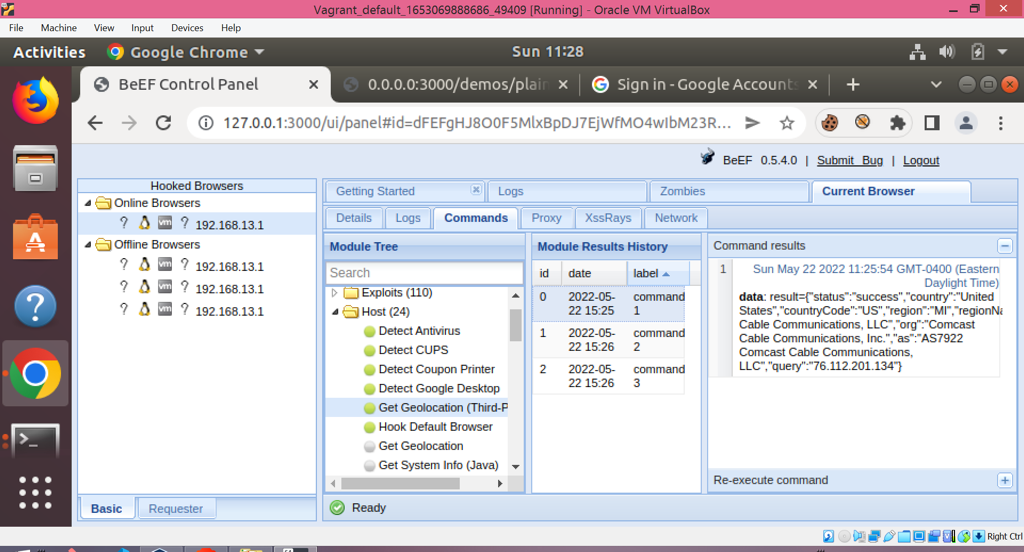 Vagrant_default_1653069888686_49409 [Running] - Oracle VM VirtualBox
File Machine View Input Devices Help
Activities Google Chrome Sun 11:28
BeEF Control Panel 0.0.0.0:3000/demos/plain Sign in - Google Accounts
127.0.0.1:3000/ui/panel#id=dFEFgHJ8O0F5MlxBpDJ7EjWfMO4wIbM23R...
BeEF 0.5.4.0 | Submit Bug | Logout
Hooked Browsers
Online Browsers
? vm ? 192.168.13.1
Offline Browsers
? vm ? 192.168.13.1
? vm ? 192.168.13.1
? vm ? 192.168.13.1
Basic Requester
Getting Started Logs Zombies Current Browser
Details Logs Commands Proxy XssRays Network
Module Tree
Search
Exploits (110)
Host (24)
Detect Antivirus
Detect CUPS
Detect Coupon Printer
Detect Google Desktop
Get Geolocation (Third-P
Hook Default Browser
Get Geolocation
Get System Info (Java)
Module Results History
id date label
0 2022-05-22 15:25 command 1
1 2022-05-22 15:26 command 2
2 2022-05-22 15:26 command 3
Command results
1 Sun May 22 2022 11:25:54 GMT-0400 (Eastern
Daylight Time)
data: result={"status":"success","country":"United
States","countryCode":"US","region":"MI","regionNa
Cable Communications, LLC","org":"Comcast
Cable Communications, Inc.","as":"AS7922
Comcast Cable Communications,
LLC","query":"76.112.201.134"}
Re-execute command
Ready
Right Ctrl